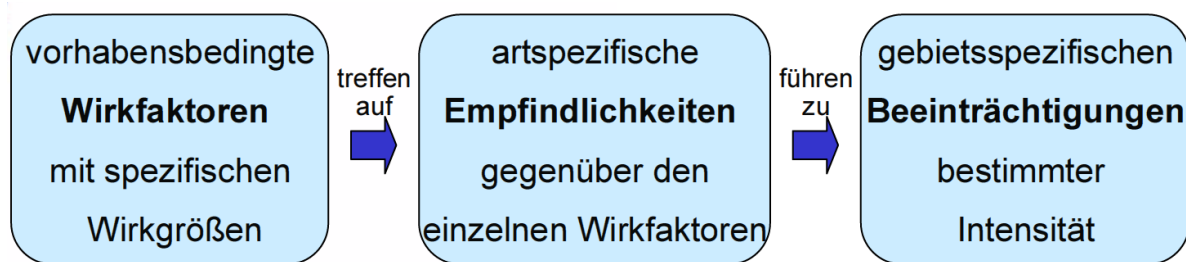 vorhabensbedingte
Wirkfaktoren
mit spezifischen
Wirkgrößen
treffen
auf
artspezifische
Empfindlichkeiten
gegenüber den
einzelnen Wirkfaktoren
führen
zu
gebietsspezifischen
Beeinträchtigungen
bestimmter
Intensität